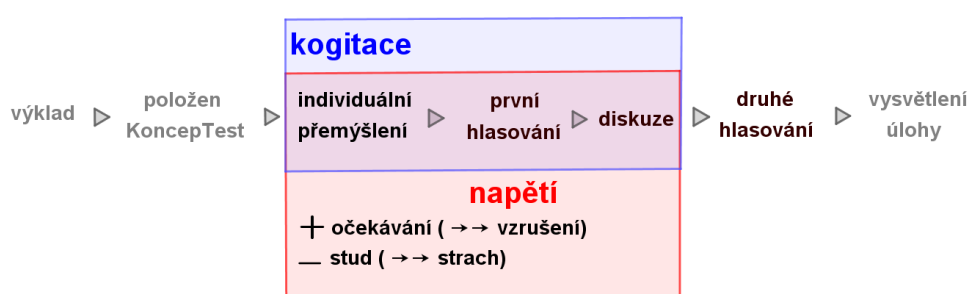 kogitace
výklad
položen
KoncepTest
individuální
přemýšlení
první
hlasování
diskuze
druhé
hlasování
vysvětlení
úlohy
napětí
+ očekávání ( →→ vzrušení)
– stud ( →→ strach)